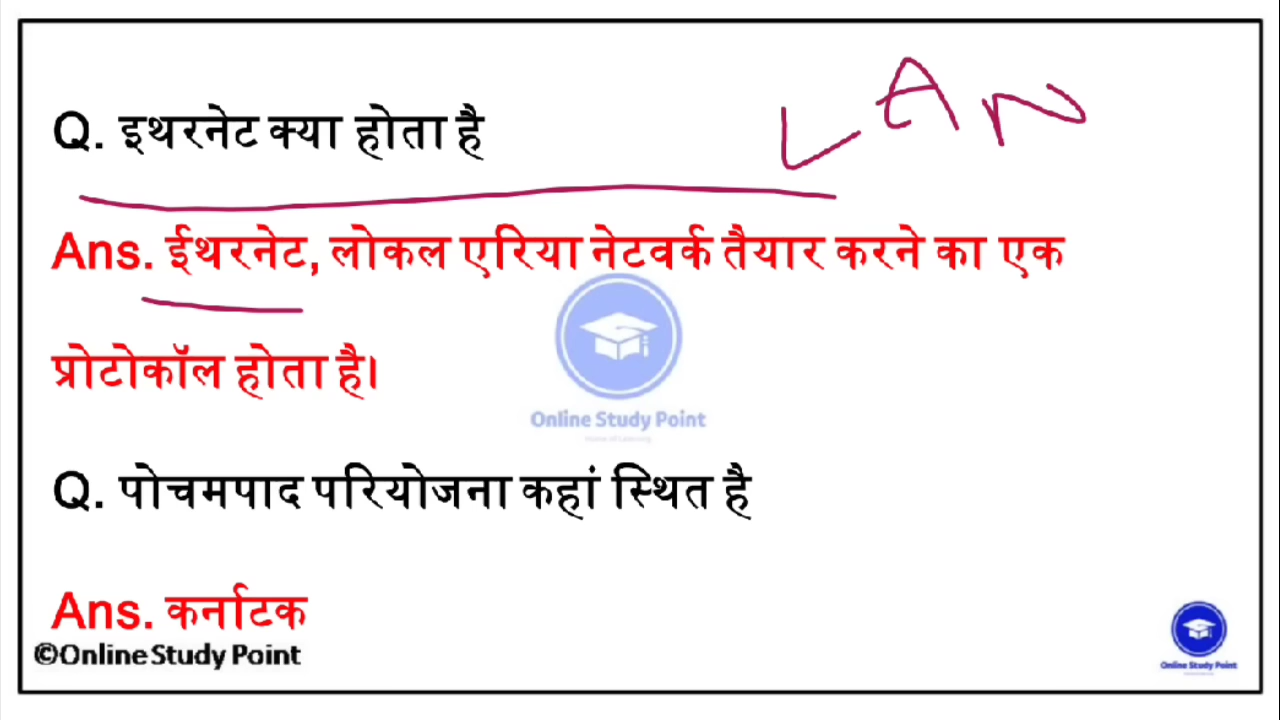 LAN
Q. इथरनेट क्या होता है
Ans. ईथरनेट, लोकल एरिया नेटवर्क तैयार करने का एक
प्रोटोकॉल होता है।
Online Study Point
Q. पोचमपाद परियोजना कहां स्थित है
Ans. कर्नाटक
©Online Study Point
Online Study Point